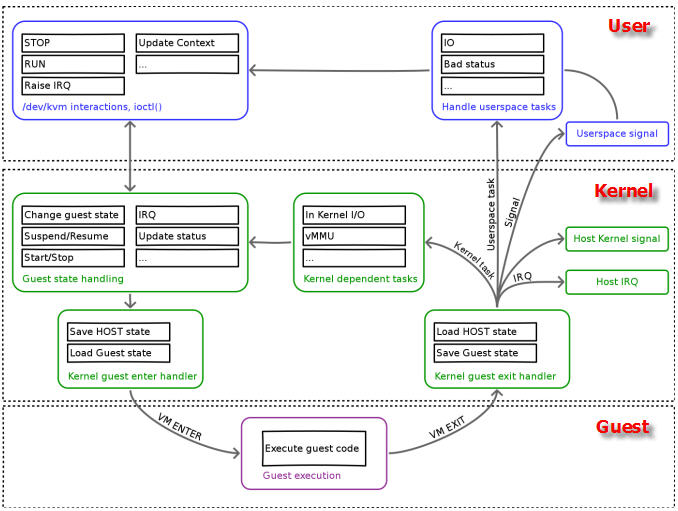 User
STOP
Update Context
RUN
...
Raise IRQ
/dev/kvm interactions, ioctl()
IO
Bad status
...
Handle userspace tasks
Userspace signal
Kernel
Change guest state
IRQ
Suspend/Resume
Update status
Start/Stop
...
Guest state handling
In Kernel I/O
vMMU
...
Kernel dependent tasks
Kernel task
Userspace task
Signal
IRQ
Host Kernel signal
Host IRQ
Save HOST state
Load Guest state
Kernel guest enter handler
Load HOST state
Save Guest state
Kernel guest exit handler
Guest
VM ENTER
Execute guest code
Guest execution
VM EXIT